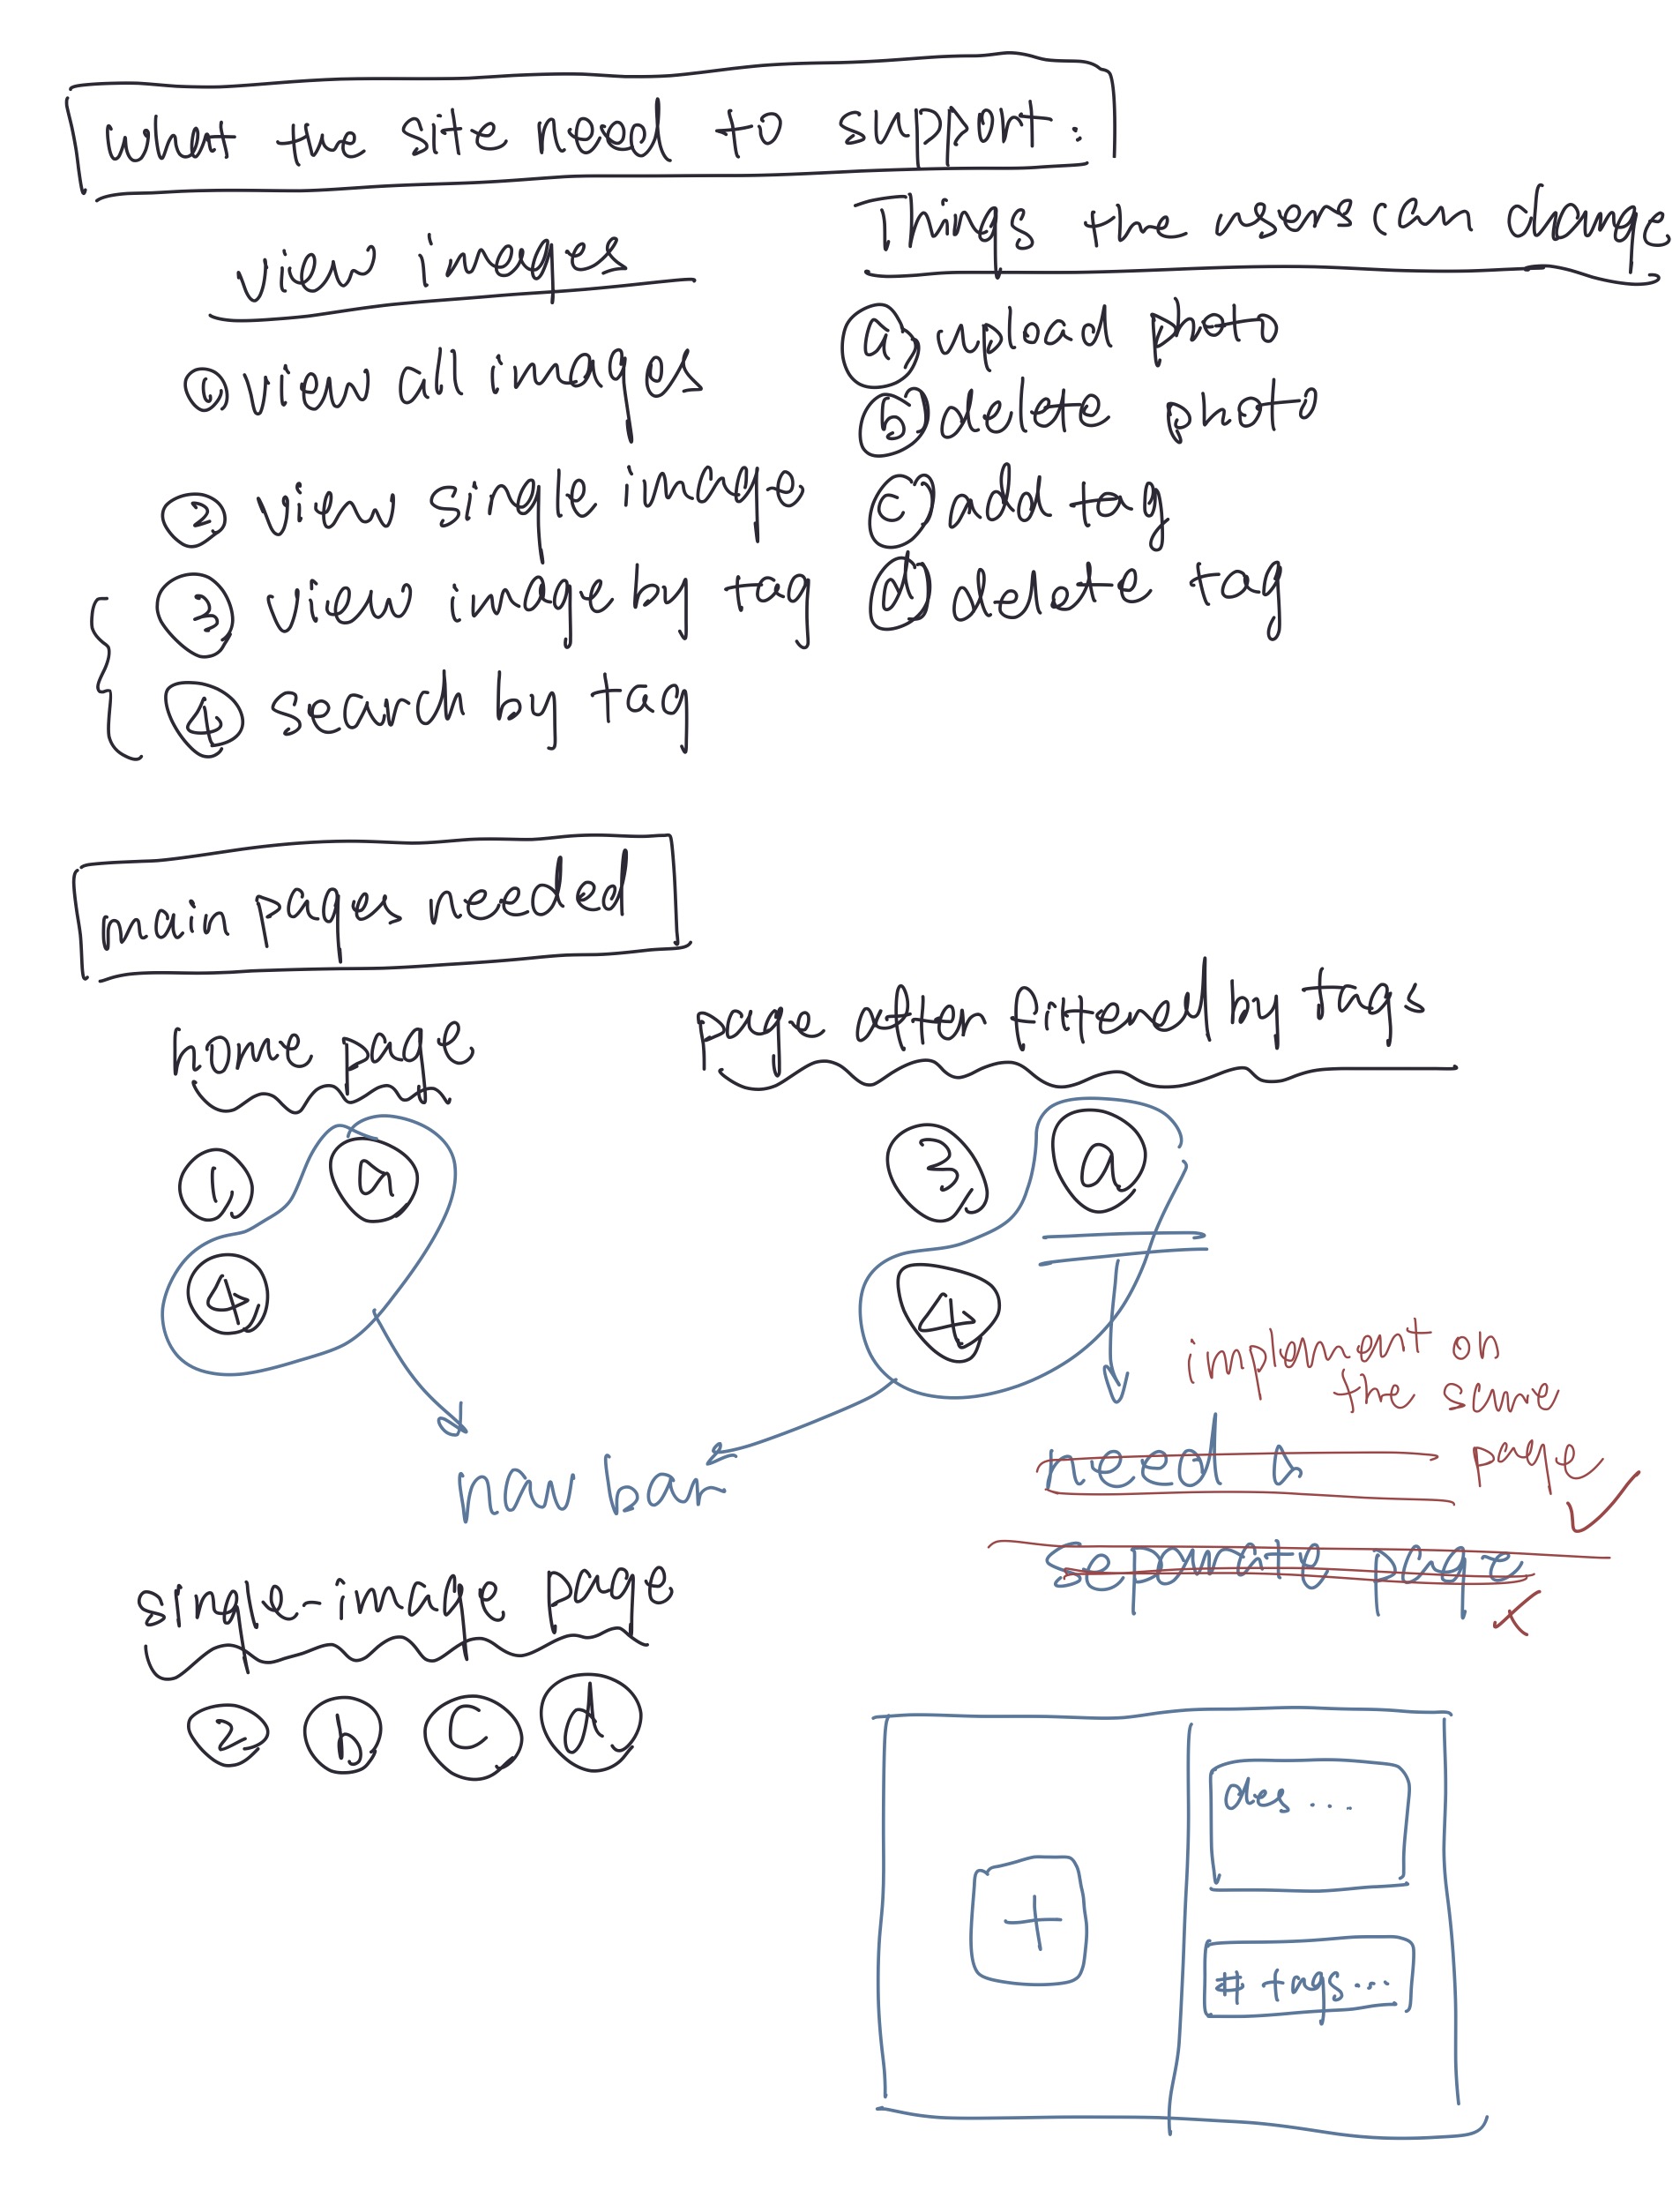 what the site need to support:
view images
1. view all images
2. view single image
3. view image by tag
4. search by tag
Things the users can change
a. upload photo
b. delete photo
c. add tag
d. delete tag
main pages needed
home page
1, a
4
page after filtered by tags
3, a
4
nav bar
implement on
the same
page
need a
separate page
single-image page
2 b c d
des ...
+
# tags ...